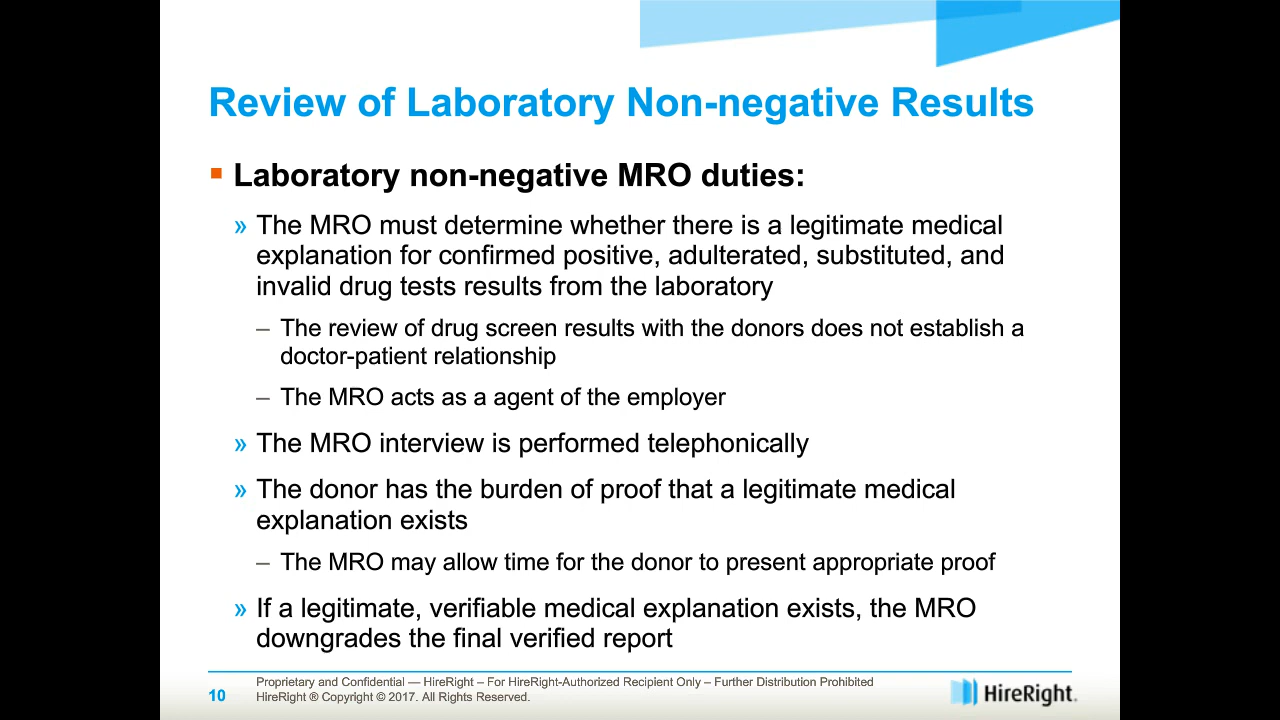 Review of Laboratory Non-negative Results
Laboratory non-negative MRO duties:
» The MRO must determine whether there is a legitimate medical
explanation for confirmed positive, adulterated, substituted, and
invalid drug tests results from the laboratory
– The review of drug screen results with the donors does not establish a
doctor-patient relationship
– The MRO acts as a agent of the employer
» The MRO interview is performed telephonically
» The donor has the burden of proof that a legitimate medical
explanation exists
– The MRO may allow time for the donor to present appropriate proof
» If a legitimate, verifiable medical explanation exists, the MRO
downgrades the final verified report
Proprietary and Confidential — HireRight – For HireRight-Authorized Recipient Only – Further Distribution Prohibited
10 HireRight ® Copyright © 2017. All Rights Reserved.
HireRight.